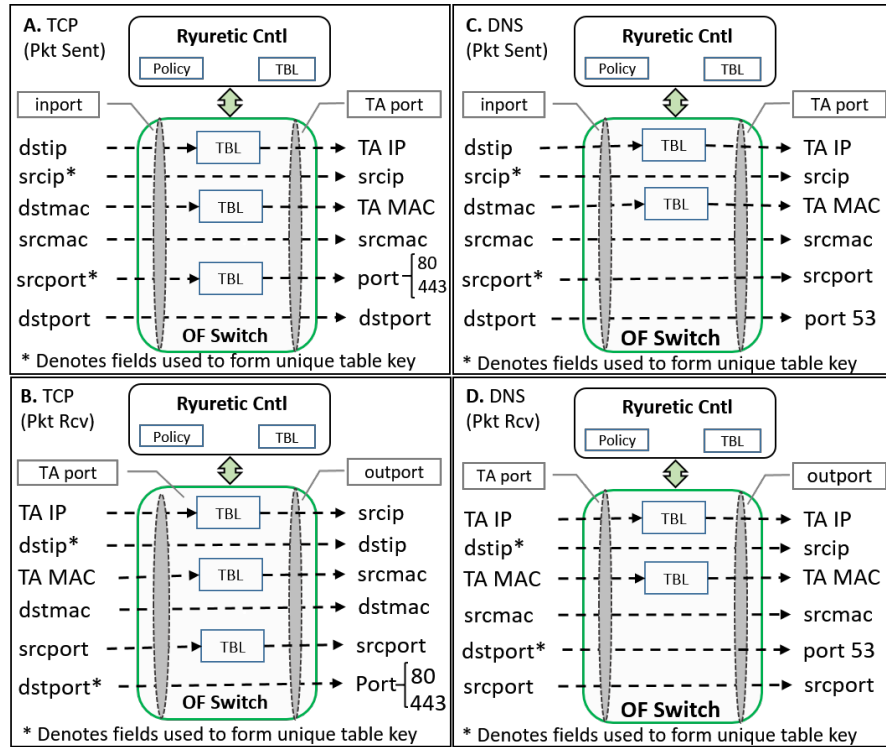 A. TCP
(Pkt Sent)
Ryuretic Cntl
Policy
TBL
inport
TA port
dstip
TBL
TA IP
srcip*
srcip
dstmac
TBL
TA MAC
srcmac
srcmac
srcport*
TBL
port
80
443
dstport
dstport
OF Switch
* Denotes fields used to form unique table key
C. DNS
(Pkt Sent)
Ryuretic Cntl
Policy
TBL
inport
TA port
dstip
TBL
TA IP
srcip*
srcip
dstmac
TBL
TA MAC
srcmac
srcmac
srcport*
srcport
dstport
port 53
OF Switch
* Denotes fields used to form unique table key
B. TCP
(Pkt Rcv)
Ryuretic Cntl
Policy
TBL
TA port
outport
TA IP
TBL
srcip
dstip*
dstip
TA MAC
TBL
srcmac
dstmac
dstmac
srcport
TBL
srcport
dstport*
Port
80
443
OF Switch
* Denotes fields used to form unique table key
D. DNS
(Pkt Rcv)
Ryuretic Cntl
Policy
TBL
TA port
outport
TA IP
TBL
TA IP
dstip*
srcip
TA MAC
TBL
TA MAC
srcmac
srcmac
dstport*
port 53
srcport
srcport
OF Switch
* Denotes fields used to form unique table key